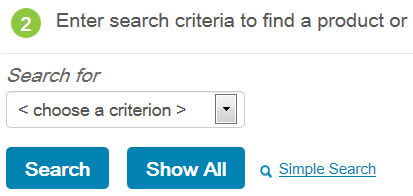 2 Enter search criteria to find a product or
Search for
< choose a criterion >
Search Show All Simple Search